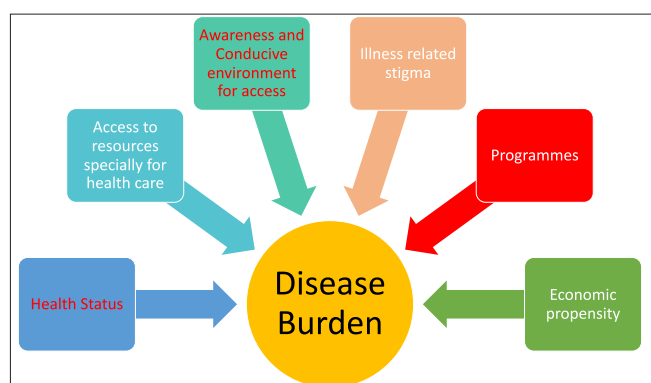 Awareness and
Conducive
environment
for access
Illness related
stigma
Access to
resources
specially for
health care
Programmes
Health Status
Disease
Burden
Economic
propensity